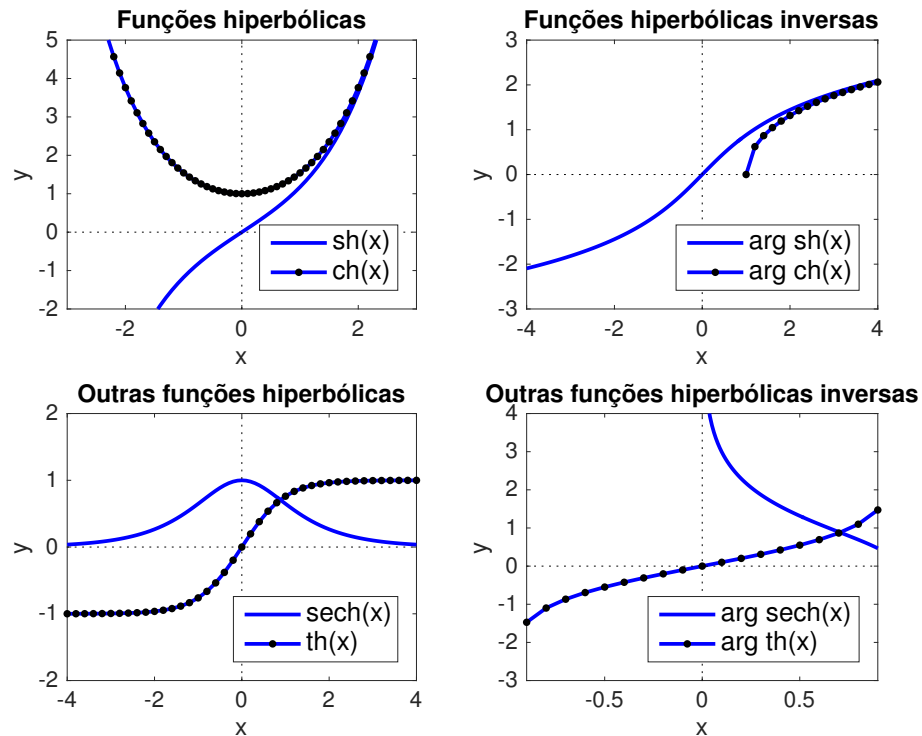 Funções hiperbólicas
5
4
3
2
1
0
-1
-2
-2
0
2
x
y
sh(x)
ch(x)
Funções hiperbólicas inversas
3
2
1
0
-1
-2
-3
-4
-2
0
2
4
x
y
arg sh(x)
arg ch(x)
Outras funções hiperbólicas
2
1
0
-1
-2
-4
-2
0
2
4
x
y
sech(x)
th(x)
Outras funções hiperbólicas inversas
4
3
2
1
0
-1
-2
-3
-0.5
0
0.5
x
y
arg sech(x)
arg th(x)